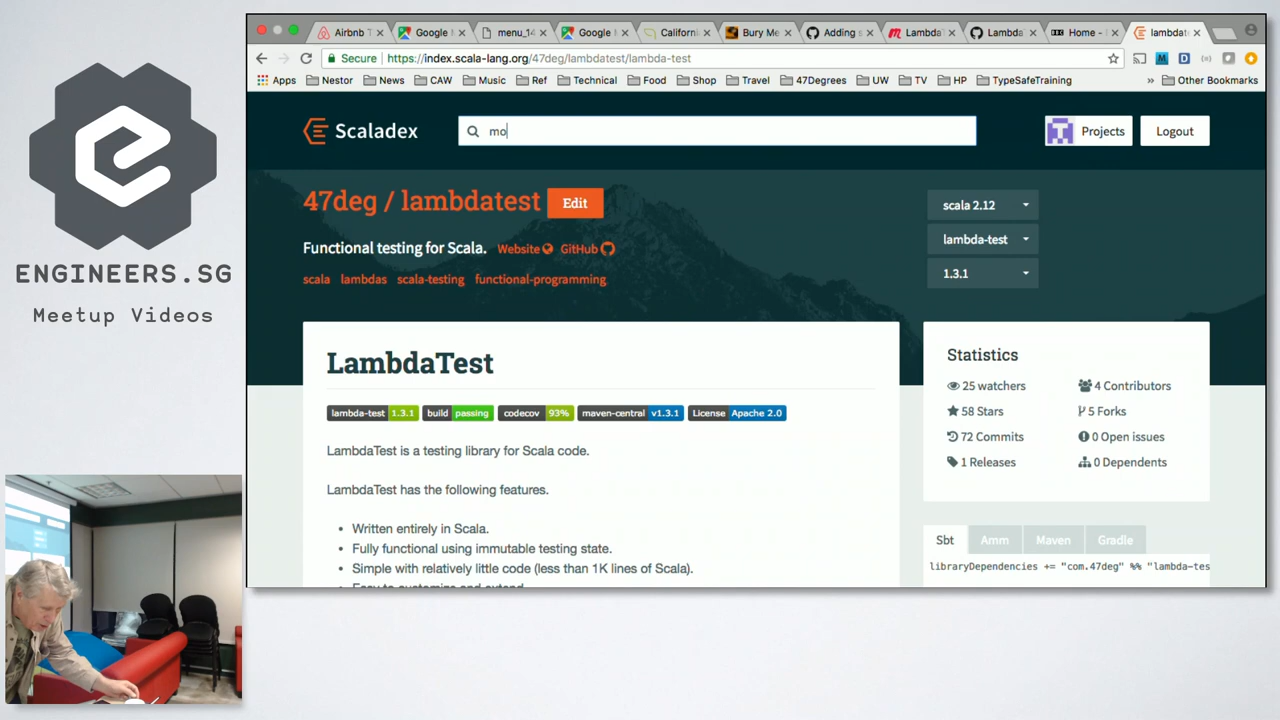 Airbnb T
Google M
menu_14
Google M
Californi
Bury Me
Adding s
Lambda
Lambda
Home -
lambdat
Secure
https://index.scala-lang.org/47deg/lambdatest/lambda-test
Apps
Nestor
News
CAW
Music
Ref
Technical
Food
Shop
Travel
47Degrees
UW
TV
HP
TypeSafeTraining
»
Other Bookmarks
Scaladex
mo
Projects
Logout
47deg / lambdatest
Edit
Functional testing for Scala. Website GitHub
scala lambdas scala-testing functional-programming
scala 2.12
lambda-test
1.3.1
LambdaTest
lambda-test 1.3.1 build passing codecov 93% maven-central v1.3.1 License Apache 2.0
LambdaTest is a testing library for Scala code.
LambdaTest has the following features.
• Written entirely in Scala.
• Fully functional using immutable testing state.
• Simple with relatively little code (less than 1K lines of Scala).
• Easy to customize and extend
Statistics
25 watchers
4 Contributors
58 Stars
5 Forks
72 Commits
0 Open issues
1 Releases
0 Dependents
Sbt Amm Maven Gradle
libraryDependencies += "com.47deg" %% "lambda-tes
ENGINEERS.SG
Meetup Videos